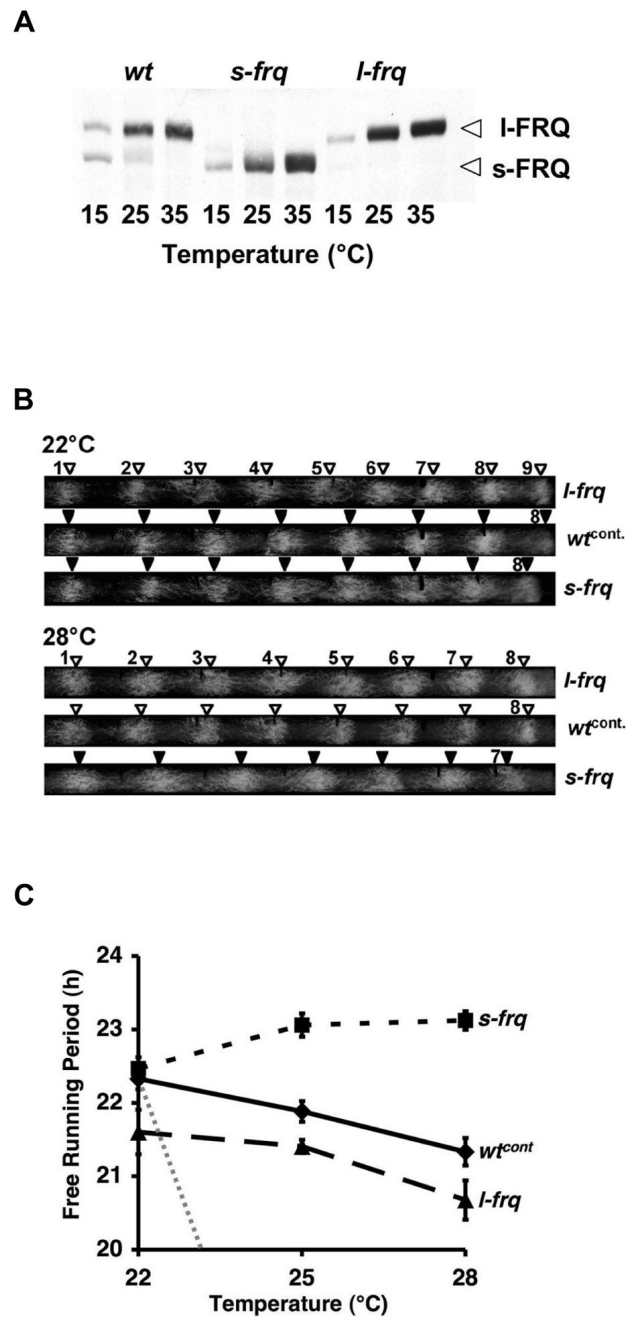 A
wt s-frq l-frq
l-FRQ
s-FRQ
15 25 35 15 25 35 15 25 35
Temperature (°C)
B
22°C
1 2 3 4 5 6 7 8 9
l-frq
8
wtcont.
8
s-frq
28°C
1 2 3 4 5 6 7 8
l-frq
8
wtcont.
7
s-frq
C
Free Running Period (h)
24
23
22
21
20
s-frq
wtcont
l-frq
22 25 28
Temperature (°C)